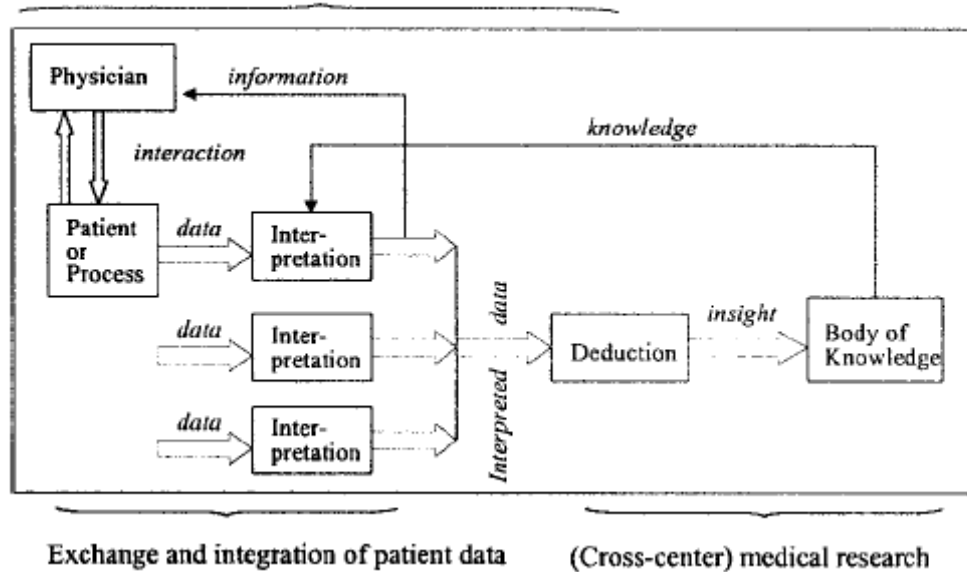 Physician
information
knowledge
interaction
Patient
or
Process
data
Inter-
pretation
data
Inter-
pretation
Interpreted data
Deduction
insight
Body of
Knowledge
data
Inter-
pretation
Exchange and integration of patient data
(Cross-center) medical research